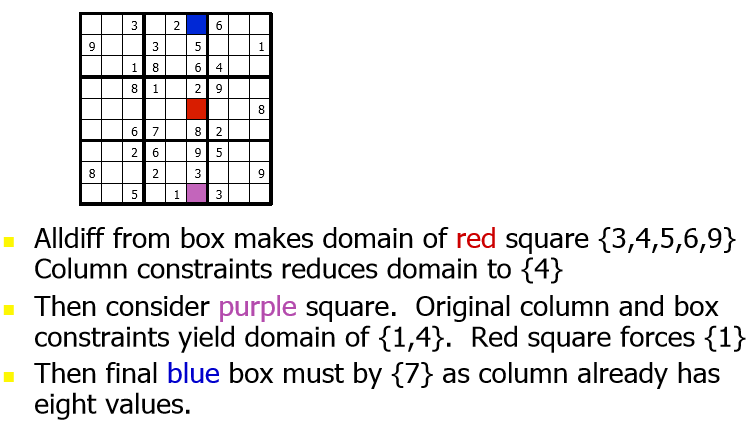 3 2 6
9 3 5 1
1 8 6 4
8 1 2 9
8
6 7 8 2
2 6 9 5
8 2 3 9
5 1 3
Alldiff from box makes domain of red square {3,4,5,6,9}
Column constraints reduces domain to {4}
Then consider purple square. Original column and box
constraints yield domain of {1,4}. Red square forces {1}
Then final blue box must by {7} as column already has
eight values.